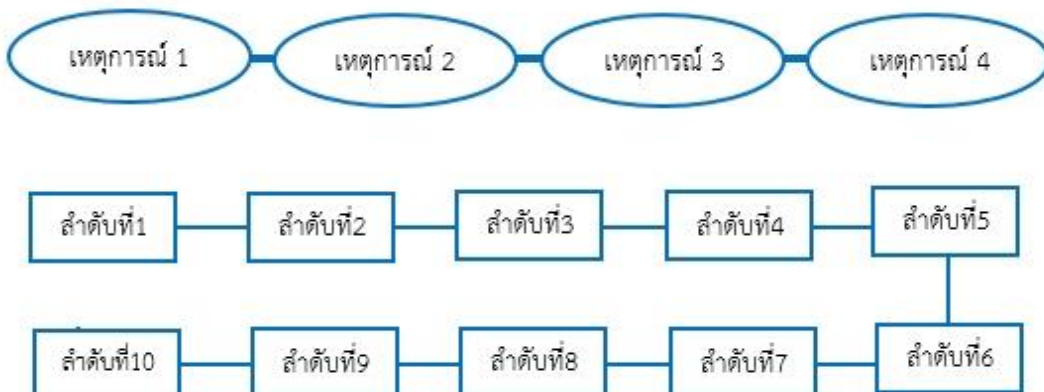 เหตุการณ์ 1 เหตุการณ์ 2 เหตุการณ์ 3 เหตุการณ์ 4
ลำดับที่1 ลำดับที่2 ลำดับที่3 ลำดับที่4 ลำดับที่5
ลำดับที่10 ลำดับที่9 ลำดับที่8 ลำดับที่7 ลำดับที่6